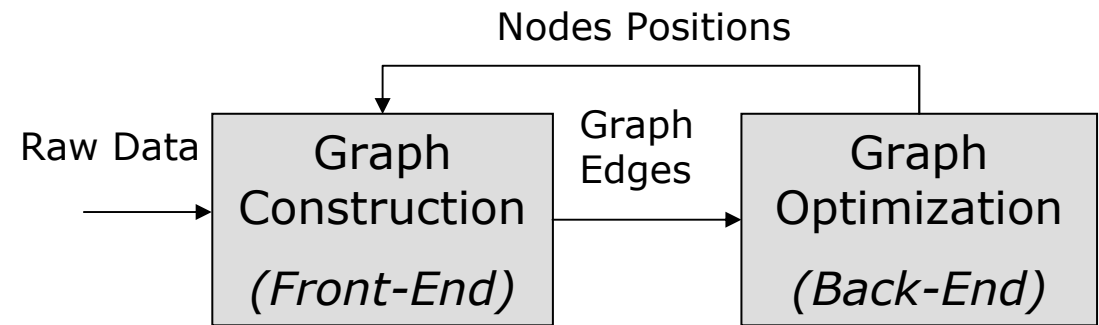 Nodes Positions
Raw Data
Graph
Construction
(Front-End)
Graph
Edges
Graph
Optimization
(Back-End)